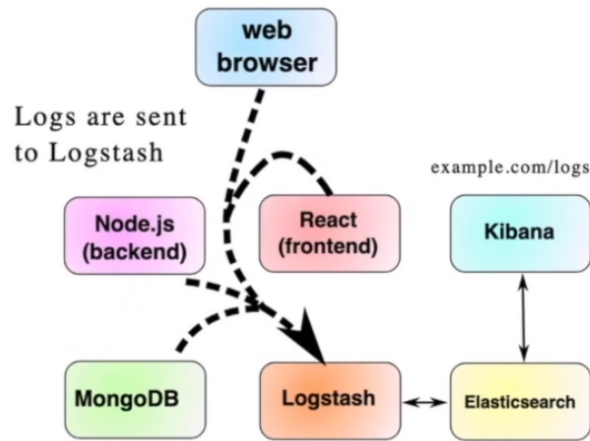 web
browser
Logs are sent
to Logstash
example.com/logs
Node.js
(backend)
React
(frontend)
Kibana
MongoDB
Logstash
Elasticsearch